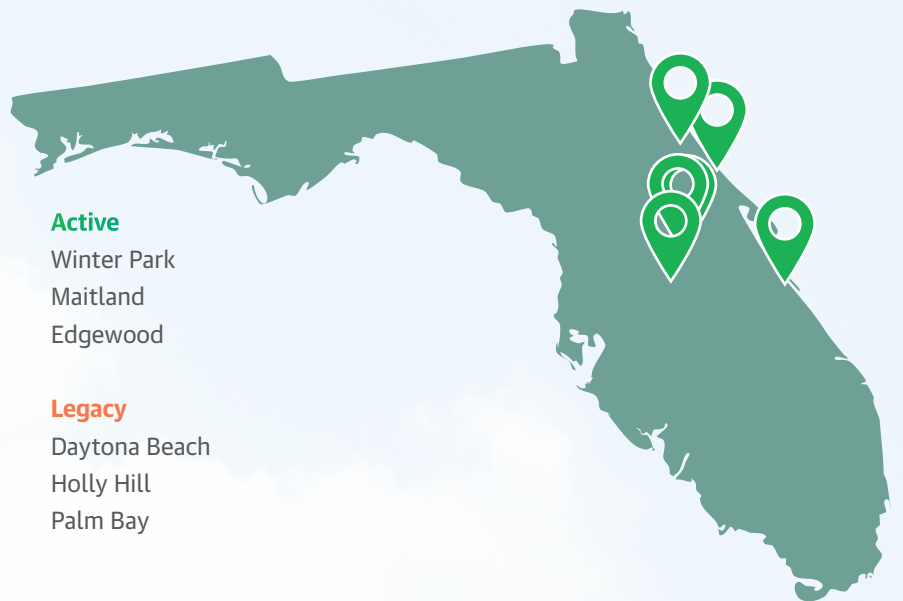 Active
Winter Park
Maitland
Edgewood
Legacy
Daytona Beach
Holly Hill
Palm Bay